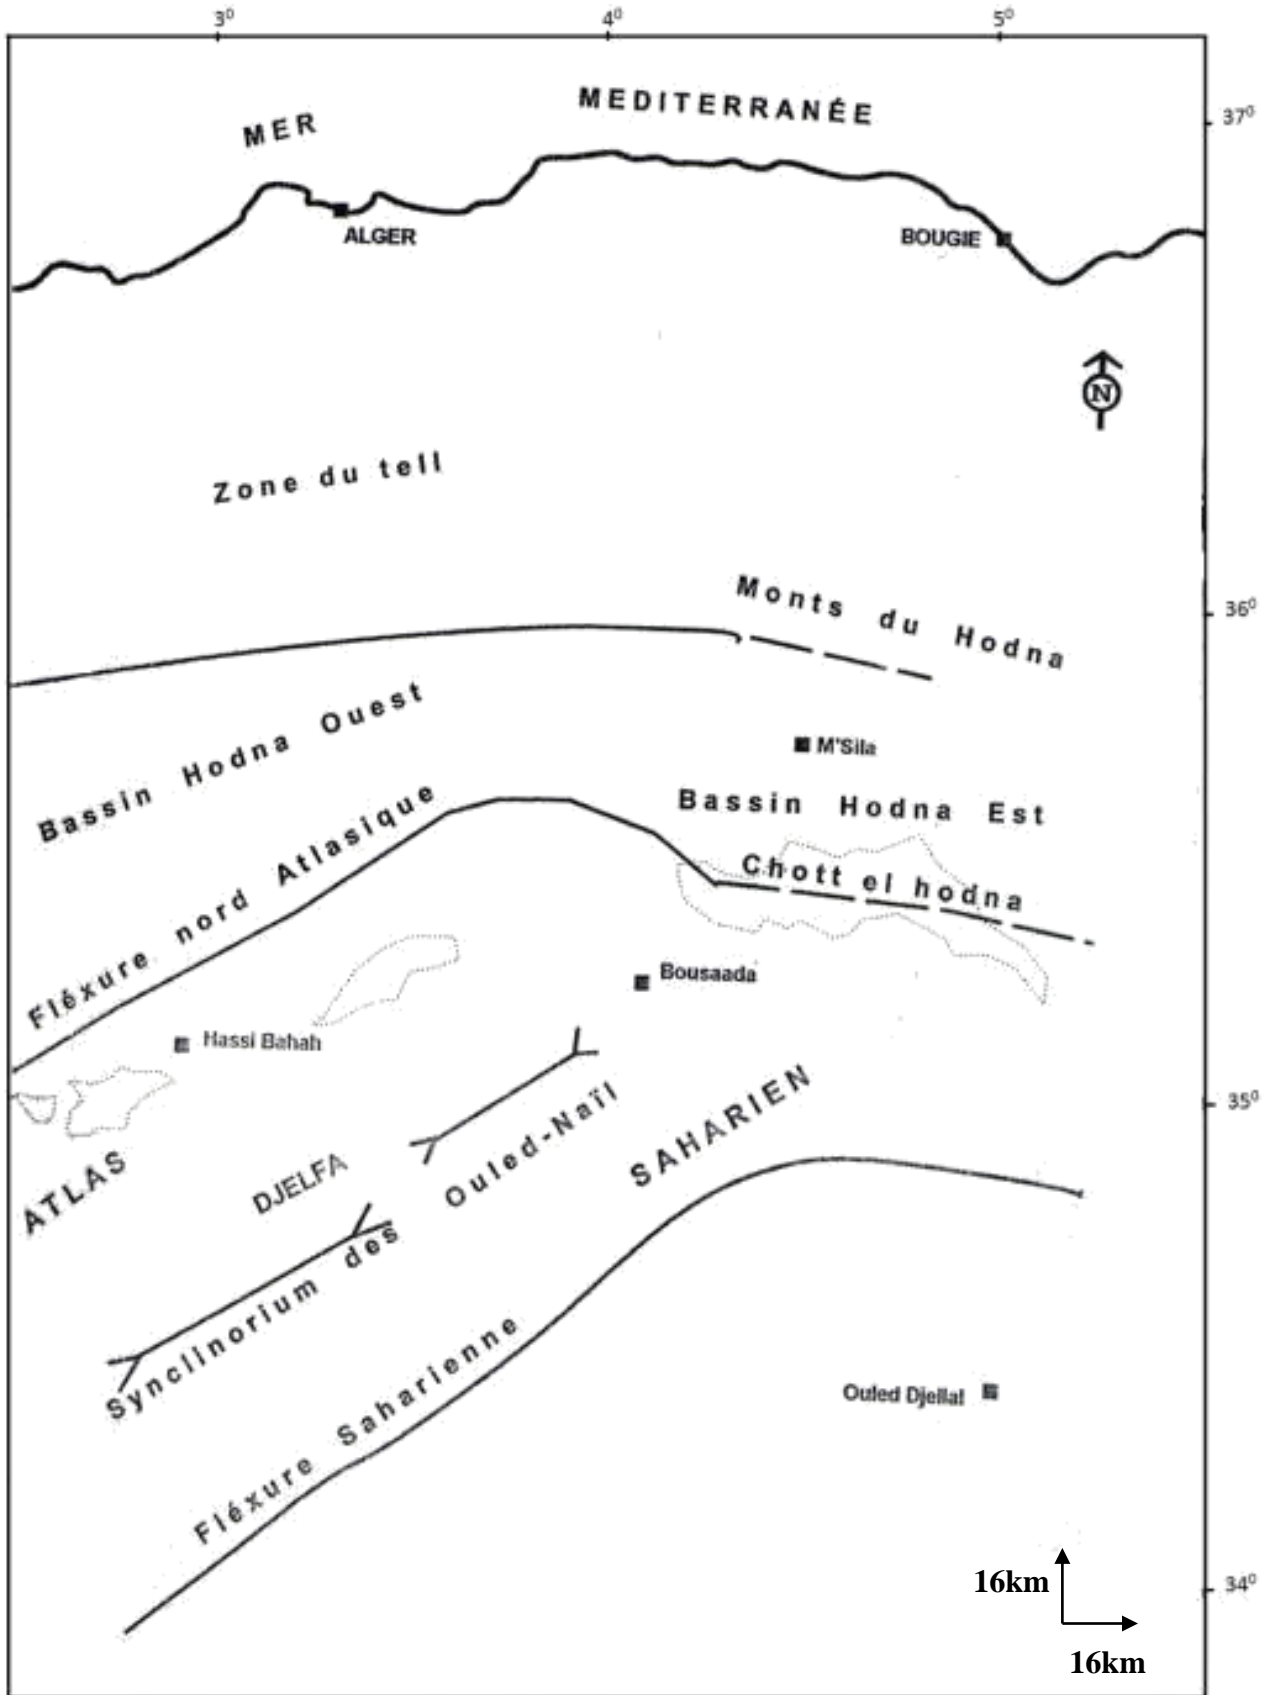 3⁰ 4⁰ 5⁰
MER MEDITERRANÉE
37⁰
ALGER
BOUGIE
N
Zone du tell
36⁰
Monts du Hodna
Bassin Hodna Ouest
M'Sila
Bassin Hodna Est
Chott el hodna
Fléxure nord Atlasique
Bousaada
Hassi Bahah
35⁰
ATLAS SAHARIEN
DJELFA
Synclinorium des Ouled-Naïl
Fléxure Saharienne
Ouled Djellal
34⁰
16km
16km